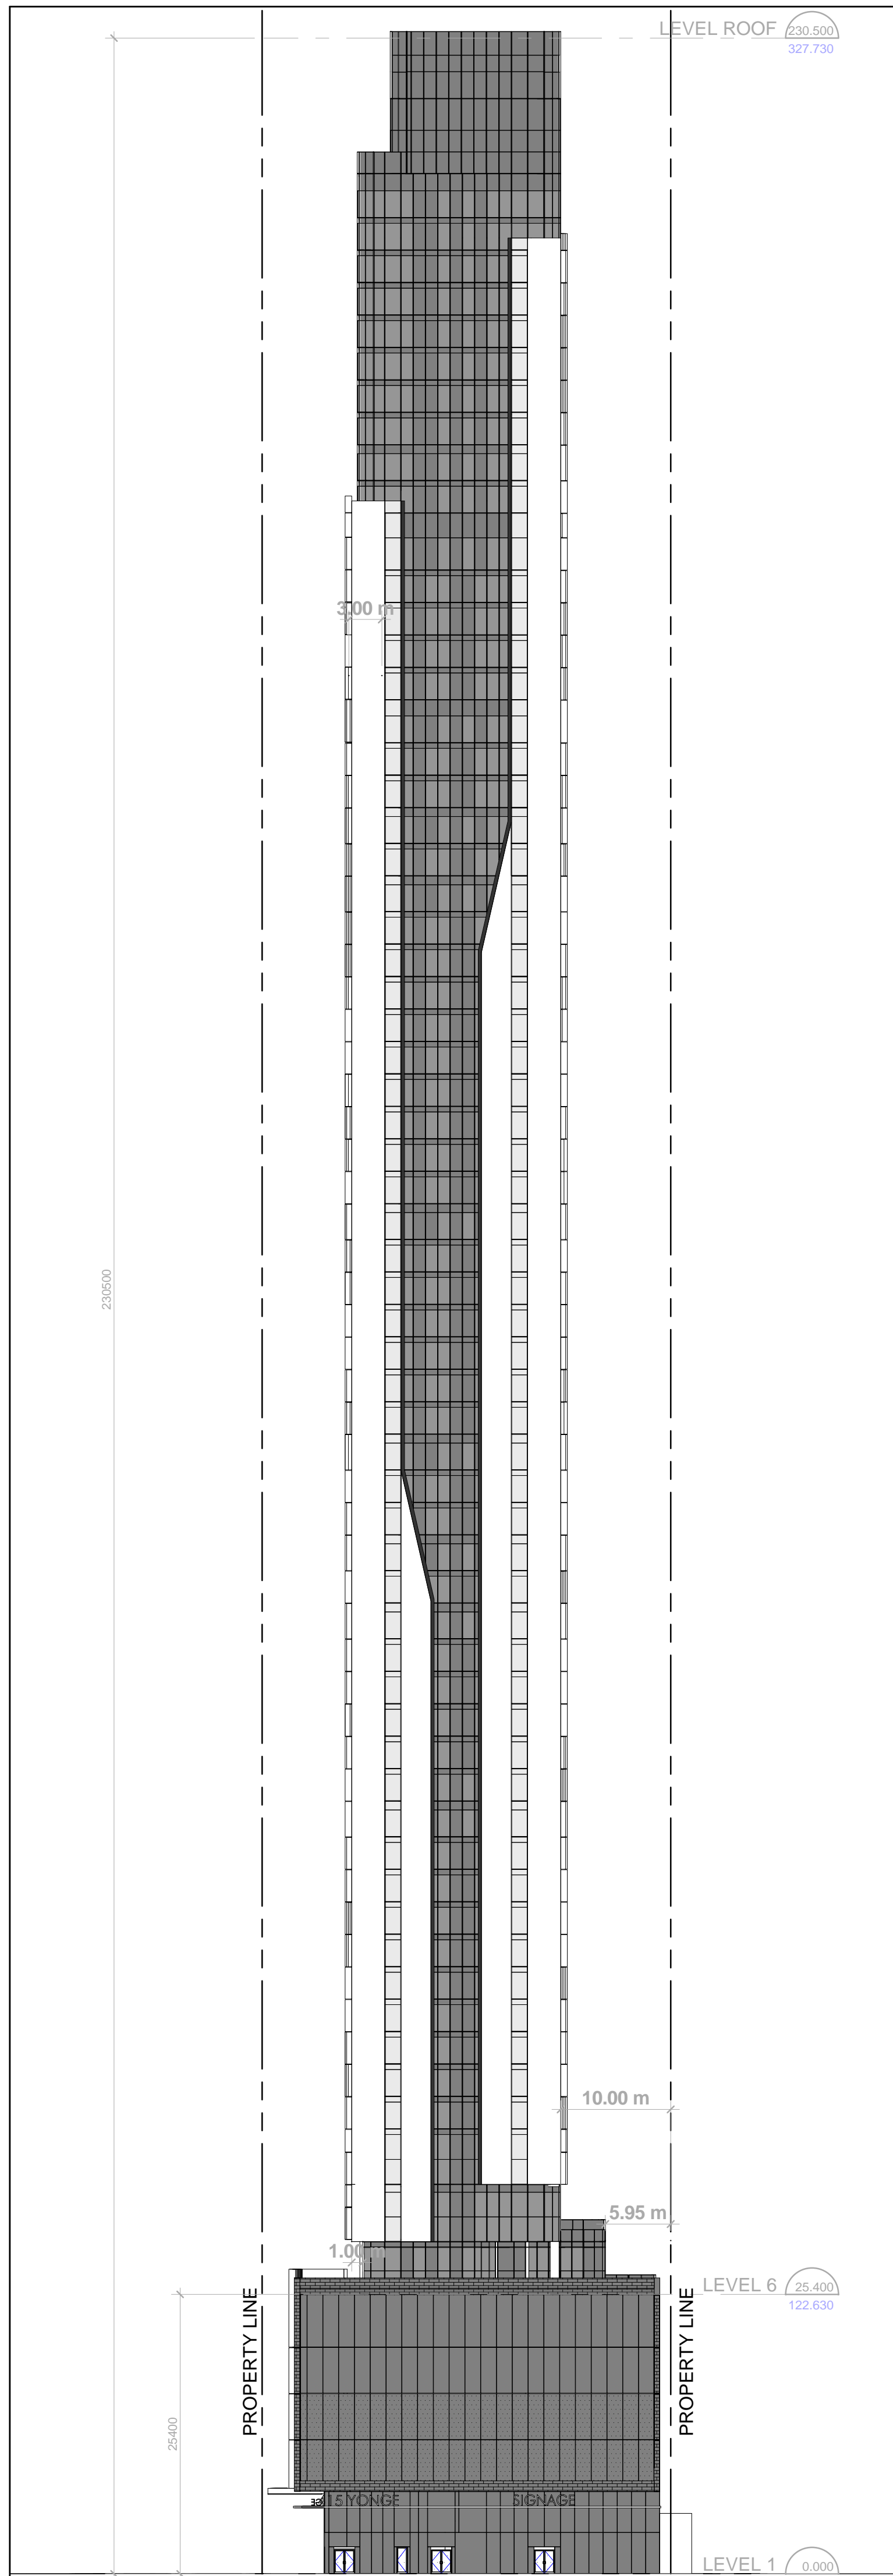 LEVEL ROOF 230.500
327.730
3.00 m
230500
10.00 m
5.95 m
1.00 m
LEVEL 6 25.400
122.630
PROPERTY LINE
PROPERTY LINE
25400
15 YONGE SIGNAGE
LEVEL 1 0.000